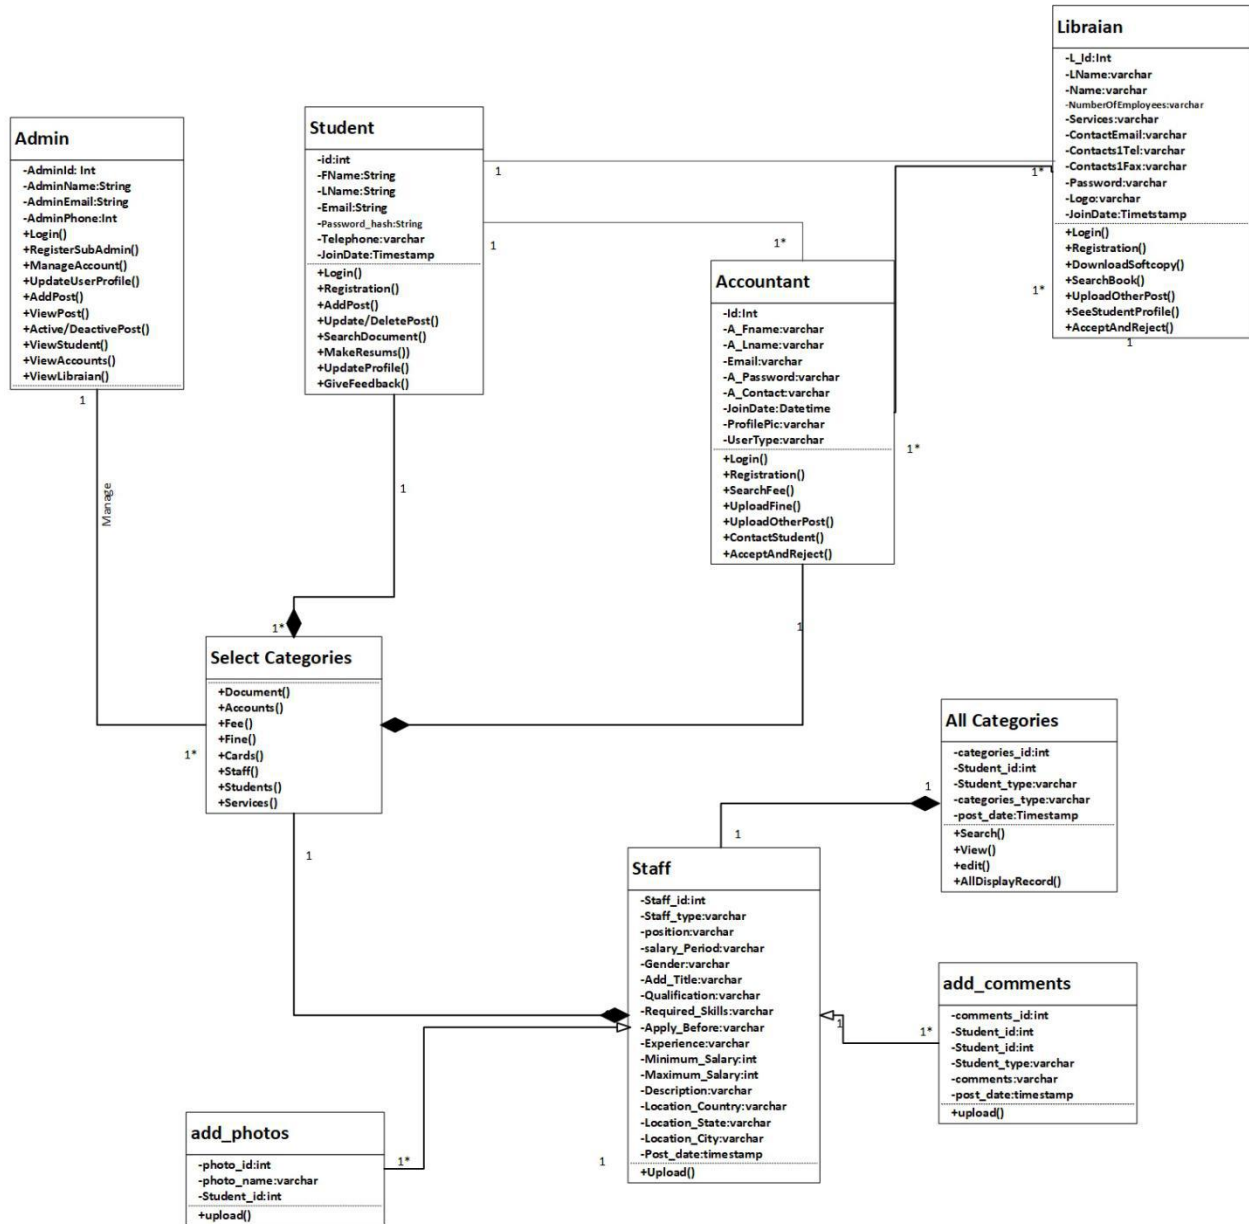 Libraian
-L_Id:Int
-LName:varchar
-Name:varchar
-NumberOfEmployees:varchar
-Services:varchar
-ContactEmail:varchar
-Contacts1Tel:varchar
-Contacts1Fax:varchar
-Password:varchar
-Logo:varchar
-JoinDate:Timetstamp
+Login()
+Registration()
+DownloadSoftcopy()
+SearchBook()
+UploadOtherPost()
+SeeStudentProfile()
+AcceptAndReject()
1
Student
-id:int
-FName:String
-LName:String
-Email:String
-Password_hash:String
-Telephone:varchar
-JoinDate:Timestamp
+Login()
+Registration()
+AddPost()
+Update/DeletePost()
+SearchDocument()
+MakeResums())
+UpdateProfile()
+GiveFeedback()
1
1
1*
1*
1*
Admin
-AdminId: Int
-AdminName:String
-AdminEmail:String
-AdminPhone:Int
+Login()
+RegisterSubAdmin()
+ManageAccount()
+UpdateUserProfile()
+AddPost()
+ViewPost()
+Active/DeactivePost()
+ViewStudent()
+ViewAccounts()
+ViewLibraian()
1
Manage
1
Accountant
-Id:Int
-A_Fname:varchar
-A_Lname:varchar
-Email:varchar
-A_Password:varchar
-A_Contact:varchar
-JoinDate:Datetime
-ProfilePic:varchar
-UserType:varchar
+Login()
+Registration()
+SearchFee()
+UploadFine()
+UploadOtherPost()
+ContactStudent()
+AcceptAndReject()
1*
1
1*
Select Categories
+Document()
+Accounts()
+Fee()
+Fine()
+Cards()
+Staff()
+Students()
+Services()
1*
1
All Categories
-categories_id:int
-Student_id:int
-Student_type:varchar
-categories_type:varchar
-post_date:Timestamp
+Search()
+View()
+edit()
+AllDisplayRecord()
1
1
Staff
-Staff_id:int
-Staff_type:varchar
-position:varchar
-salary_Period:varchar
-Gender:varchar
-Add_Title:varchar
-Qualification:varchar
-Required_Skills:varchar
-Apply_Before:varchar
-Experience:varchar
-Minimum_Salary:int
-Maximum_Salary:int
-Description:varchar
-Location_Country:varchar
-Location_State:varchar
-Location_City:varchar
-Post_date:timestamp
+Upload()
1
1
1*
add_comments
-comments_id:int
-Student_id:int
-Student_id:int
-Student_type:varchar
-comments:varchar
-post_date:timestamp
+upload()
add_photos
-photo_id:int
-photo_name:varchar
-Student_id:int
+upload()
1*